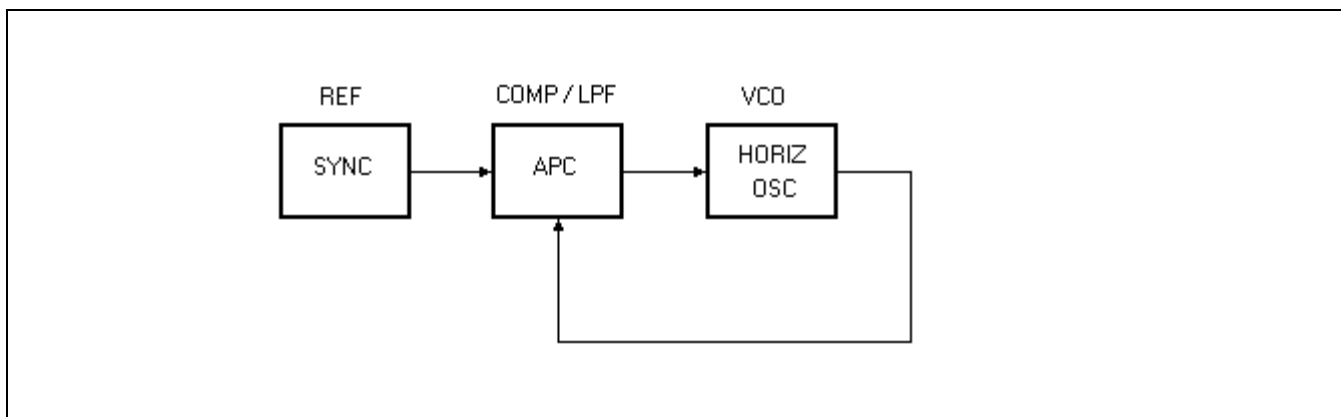 REF
COMP / LPF
VCO
SYNC
APC
HORIZ
OSC